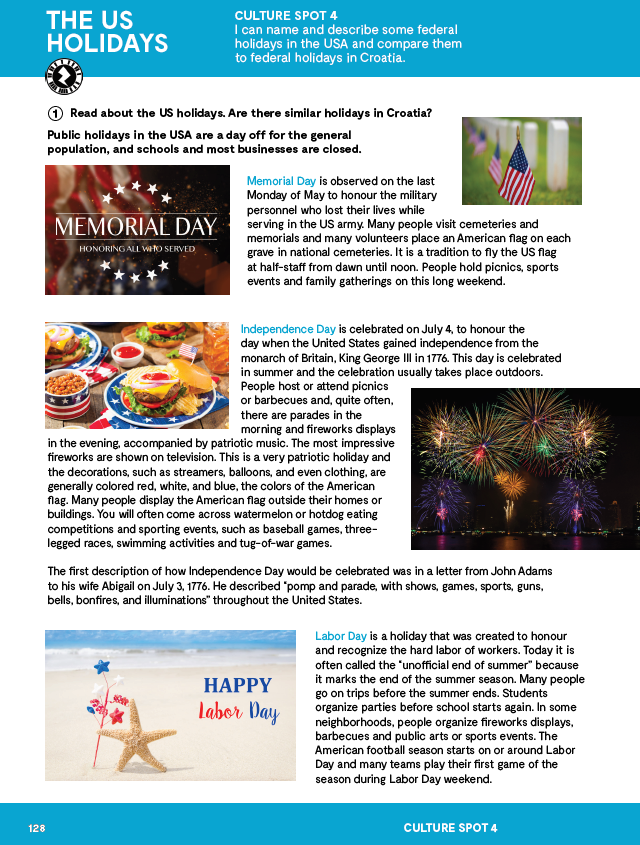 THE US
HOLIDAYS
CULTURE SPOT 4
I can name and describe some federal
holidays in the USA and compare them
to federal holidays in Croatia.
1 Read about the US holidays. Are there similar holidays in Croatia?
Public holidays in the USA are a day off for the general
population, and schools and most businesses are closed.
MEMORIAL DAY
HONORING ALL WHO SERVED
Memorial Day is observed on the last
Monday of May to honour the military
personnel who lost their lives while
serving in the US army. Many people visit cemeteries and
memorials and many volunteers place an American flag on each
grave in national cemeteries. It is a tradition to fly the US flag
at half-staff from dawn until noon. People hold picnics, sports
events and family gatherings on this long weekend.
Independence Day is celebrated on July 4, to honour the
day when the United States gained independence from the
monarch of Britain, King George III in 1776. This day is celebrated
in summer and the celebration usually takes place outdoors.
People host or attend picnics
or barbecues and, quite often,
there are parades in the
morning and fireworks displays
in the evening, accompanied by patriotic music. The most impressive
fireworks are shown on television. This is a very patriotic holiday and
the decorations, such as streamers, balloons, and even clothing, are
generally colored red, white, and blue, the colors of the American
flag. Many people display the American flag outside their homes or
buildings. You will often come across watermelon or hotdog eating
competitions and sporting events, such as baseball games, three-
legged races, swimming activities and tug-of-war games.
The first description of how Independence Day would be celebrated was in a letter from John Adams
to his wife Abigail on July 3, 1776. He described "pomp and parade, with shows, games, sports, guns,
bells, bonfires, and illuminations" throughout the United States.
HAPPY
Labor Day
Labor Day is a holiday that was created to honour
and recognize the hard labor of workers. Today it is
often called the "unofficial end of summer" because
it marks the end of the summer season. Many people
go on trips before the summer ends. Students
organize parties before school starts again. In some
neighborhoods, people organize fireworks displays,
barbecues and public arts or sports events. The
American football season starts on or around Labor
Day and many teams play their first game of the
season during Labor Day weekend.
128
CULTURE SPOT 4